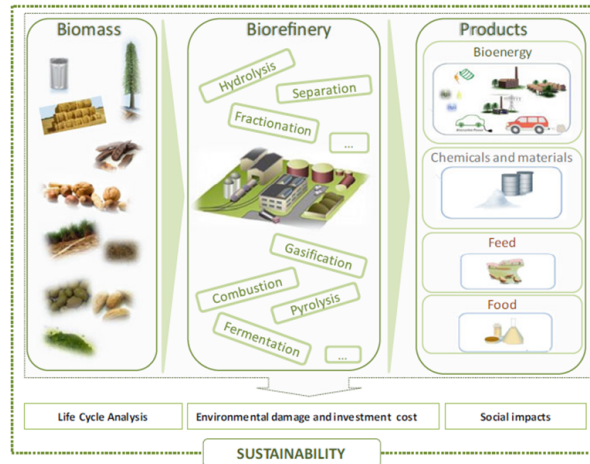 Biomass
Biorefinery
Products
Hydrolysis
Separation
Fractionation
...
Gasification
Combustion
Pyrolysis
Fermentation
...
Bioenergy
Chemicals and materials
Feed
Food
Life Cycle Analysis
Environmental damage and investment cost
Social impacts
SUSTAINABILITY